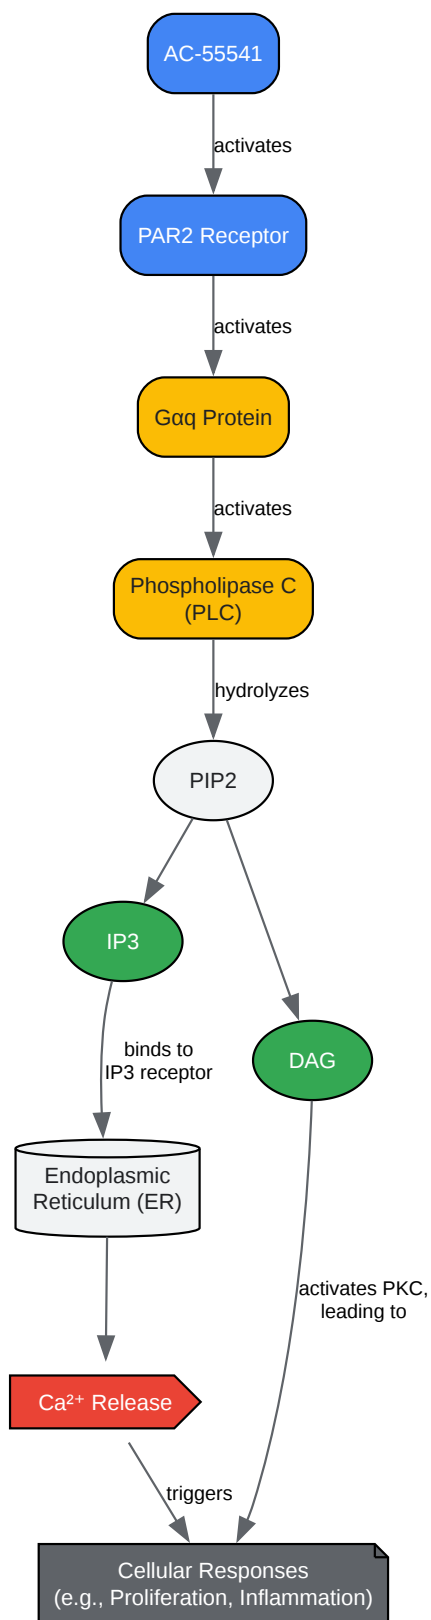 AC-55541
activates
PAR2 Receptor
activates
Gαq Protein
activates
Phospholipase C
(PLC)
hydrolyzes
PIP2
IP3
DAG
binds to
IP3 receptor
Endoplasmic
Reticulum (ER)
activates PKC,
leading to
Ca²⁺ Release
triggers
Cellular Responses
(e.g., Proliferation, Inflammation)